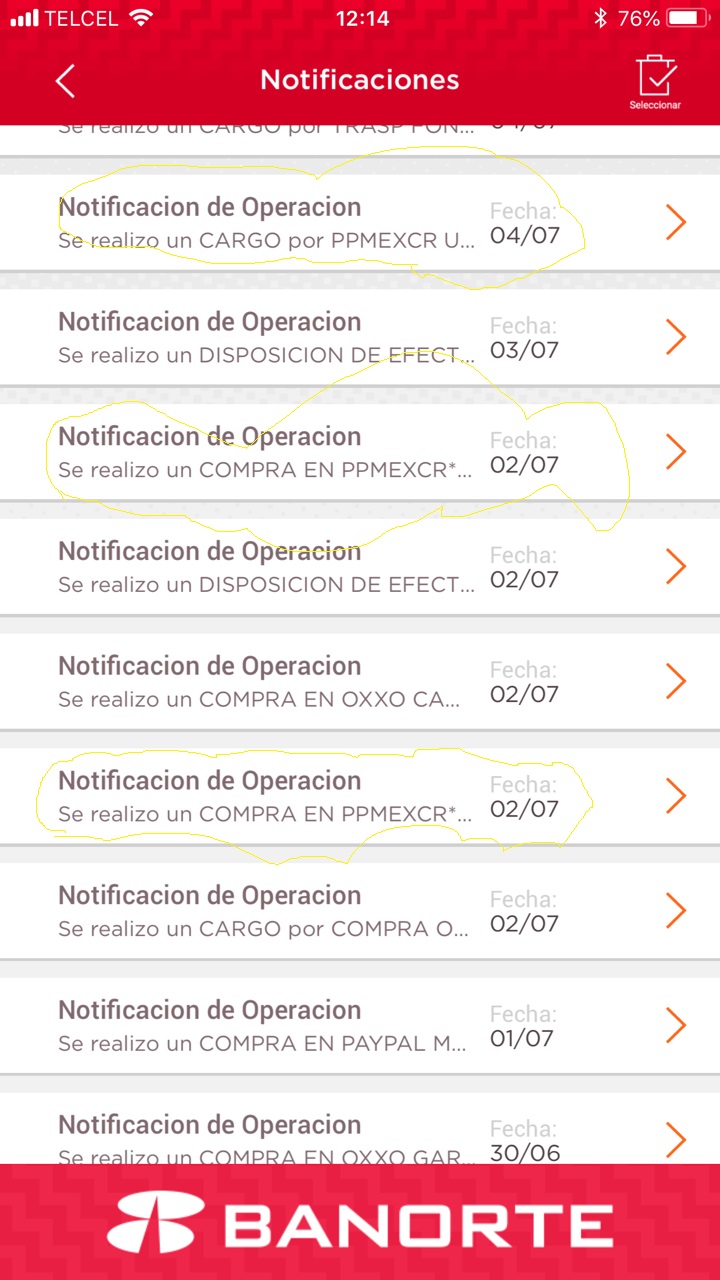 TELCEL 12:14 76%
Notificaciones
Seleccionar
Se realizo un CARGO por TRASP FON... 04/07
Notificacion de Operacion Fecha:
Se realizo un CARGO por PPMEXCR U... 04/07
Notificacion de Operacion Fecha:
Se realizo un DISPOSICION DE EFECT... 03/07
Notificacion de Operacion Fecha:
Se realizo un COMPRA EN PPMEXCR*... 02/07
Notificacion de Operacion Fecha:
Se realizo un DISPOSICION DE EFECT... 02/07
Notificacion de Operacion Fecha:
Se realizo un COMPRA EN OXXO CA... 02/07
Notificacion de Operacion Fecha:
Se realizo un COMPRA EN PPMEXCR*... 02/07
Notificacion de Operacion Fecha:
Se realizo un CARGO por COMPRA O... 02/07
Notificacion de Operacion Fecha:
Se realizo un COMPRA EN PAYPAL M... 01/07
Notificacion de Operacion Fecha:
Se realizo un COMPRA EN OXXO GAR... 30/06
BANORTE